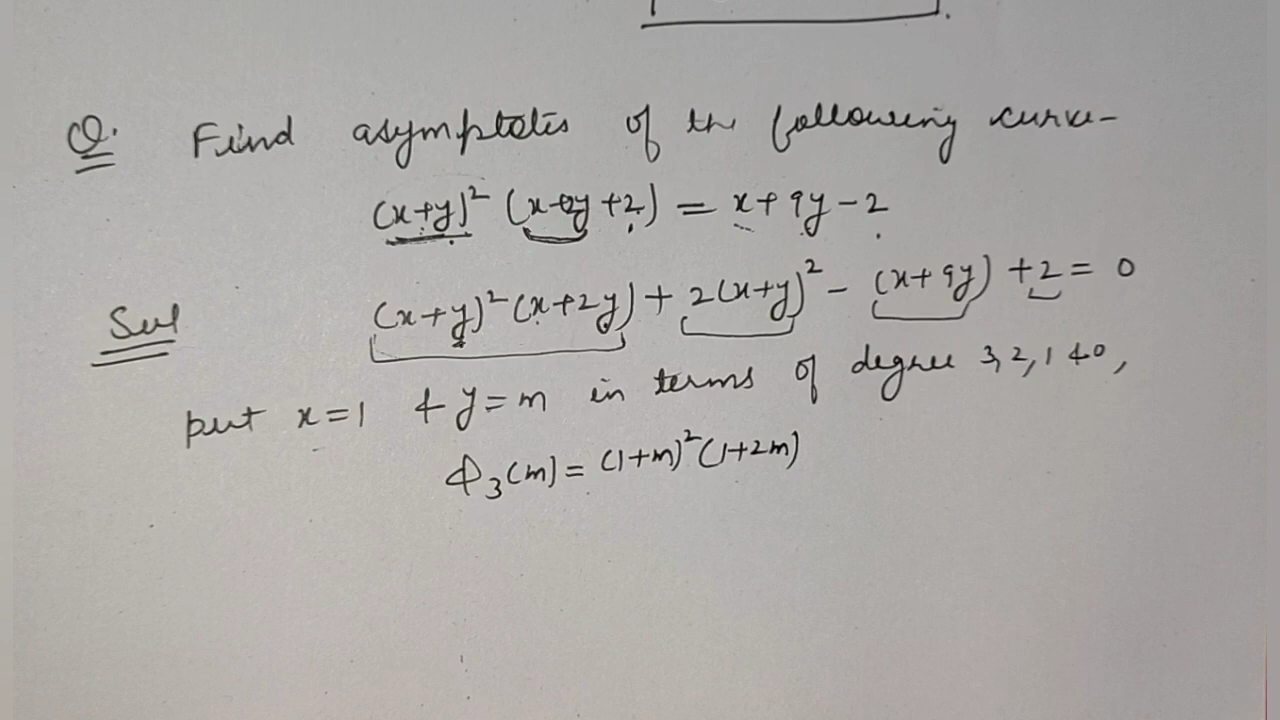 Q. Find asymptotes of the following curve-
(x+y)² (x+2y+2) = x+9y-2
Sol (x+y)²(x+2y) + 2(x+y)² - (x+9y) +2 = 0
put x=1 & y=m in terms of degree 3,2,1 &0,
Φ₃(m) = (1+m)²(1+2m)